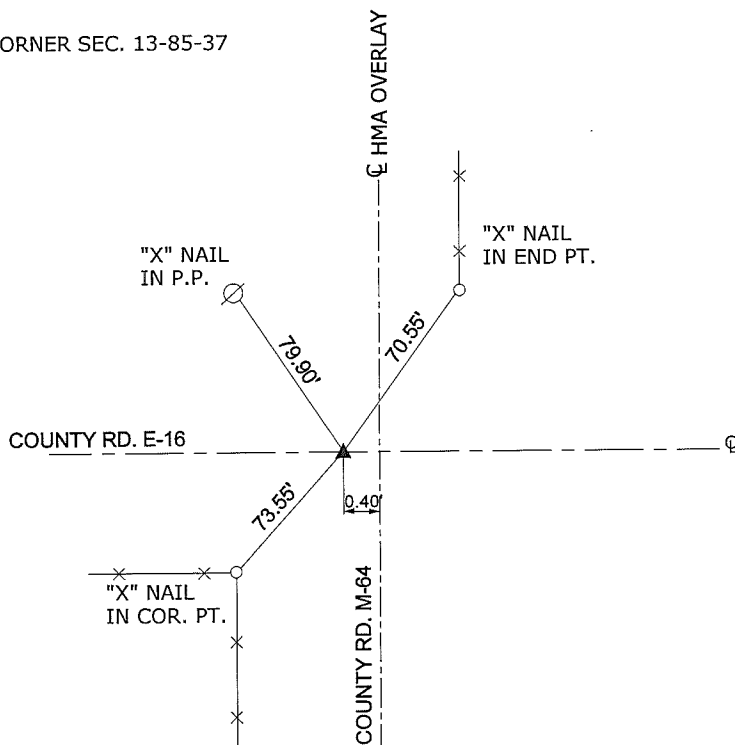 ORNER SEC. 13-85-37
℄ HMA OVERLAY
"X" NAIL
IN P.P.
"X" NAIL
IN END PT.
79.90'
70.55'
COUNTY RD. E-16
℄
73.55'
0.40'
"X" NAIL
IN COR. PT.
COUNTY RD. M-64